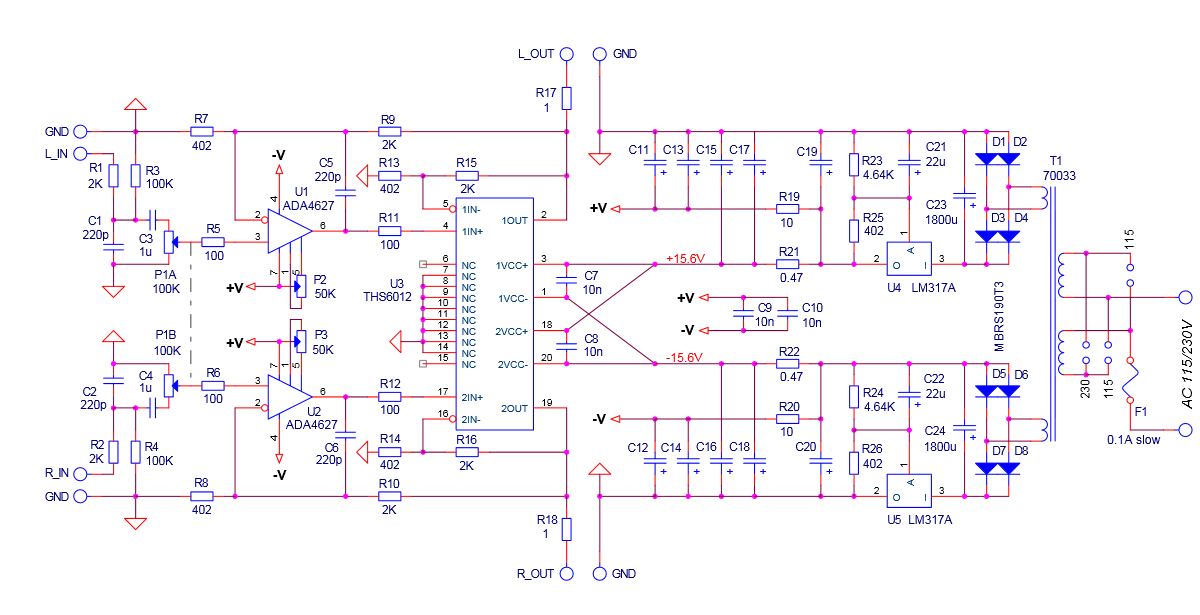 L_OUT GND
R17
1
GND R7 R9
402 2K
L_IN
R1 R3
2K 100K
-V C5
220p
R13 R15
402 2K
C11 C13 C15 C17 C19
+ + + + +
R23
4.64K
C21
22u
+
D1 D2
T1
70033
4
U1
ADA4627
5 1IN-
4 1IN+
1OUT 2
+V
R19
10
R25
402
1
C23
1800u
+
C1
220p
C3
1u
R5
100
2
3
6
R11
100
D3 D4
115
P1A
100K
7 1 5
P2
50K
+V
6 NC
7 NC
8 NC
9 NC
10 NC
11 NC
12 NC
13 NC
14 NC
15 NC
U3
THS6012
1VCC+ 3
1VCC- 1
2VCC+ 18
2VCC- 20
C7
10n
C8
10n
+15.6V
R21
0.47
2 O A I 3
U4 LM317A
+V
-V
C9
10n
C10
10n
MBRS190T3
P1B
100K
P3
50K
+V
7 1 5
-15.6V
R22
0.47
C2
220p
C4
1u
R6
100
3
2
6
U2
ADA4627
4
-V
R12
100
17 2IN+
16 2IN-
2OUT 19
-V
R20
10
R24
4.64K
C22
22u
+
D5 D6
230
115
F1
0.1A slow
AC 115/230V
R2
2K
R4
100K
C6
220p
R14 R16
402 2K
C12 C14 C16 C18 C20
+ + + + +
R26
402
1
C24
1800u
+
D7 D8
R_IN
GND R8 R10
402 2K
2 O A I 3
U5 LM317A
R18
1
R_OUT GND